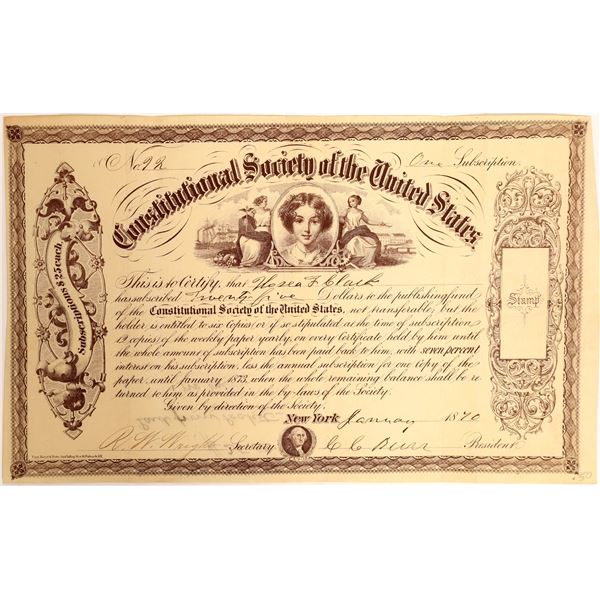 No 92 One Subscription.
Constitutional Society of the United States.
Subscriptions $25 each
Stamp
This is to Certify, that Hosea F Clark
has subscribed Twenty five Dollars to the publishing fund
of the Constitutional Society of the United States, not transferable, but the
holder is entitled to six Copies (or if so stipulated at the time of subscription
12 copies) of the weekly paper yearly, on every Certificate held by him until
the whole amount of subscription has been paid back to him, with seven percent
interest on his subscription, less the annual subscription for one Copy of the
paper, until January 1873, when the whole remaining balance shall be re-
turned to him as provided in the by-laws of the Society.
Given by direction of the Society.
New York January 1870
R. W. Wright Secretary C C Burr President